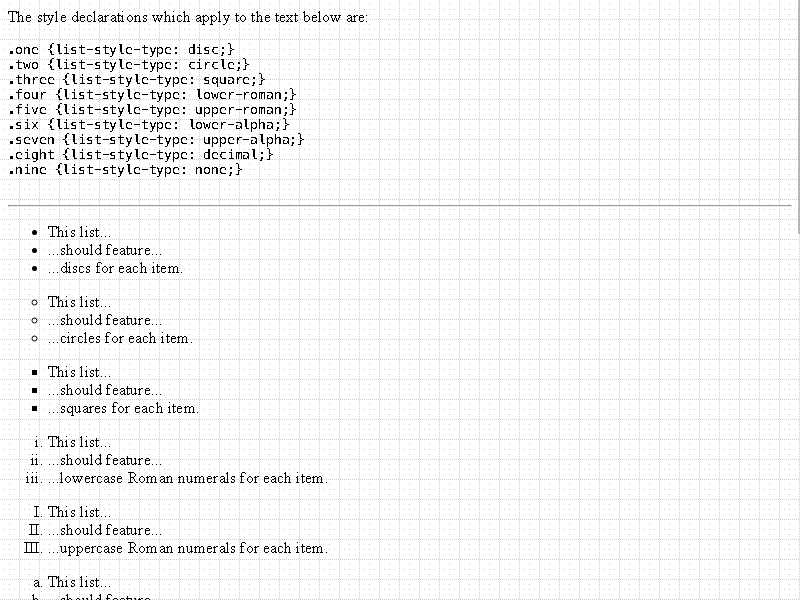 The style declarations which apply to the text below are:
.one {list-style-type: disc;}
.two {list-style-type: circle;}
.three {list-style-type: square;}
.four {list-style-type: lower-roman;}
.five {list-style-type: upper-roman;}
.six {list-style-type: lower-alpha;}
.seven {list-style-type: upper-alpha;}
.eight {list-style-type: decimal;}
.nine {list-style-type: none;}
• This list...
• ...should feature...
• ...discs for each item.
◦ This list...
◦ ...should feature...
◦ ...circles for each item.
▪ This list...
▪ ...should feature...
▪ ...squares for each item.
i. This list...
ii. ...should feature...
iii. ...lowercase Roman numerals for each item.
I. This list...
II. ...should feature...
III. ...uppercase Roman numerals for each item.
a. This list...
b. ...should feature...